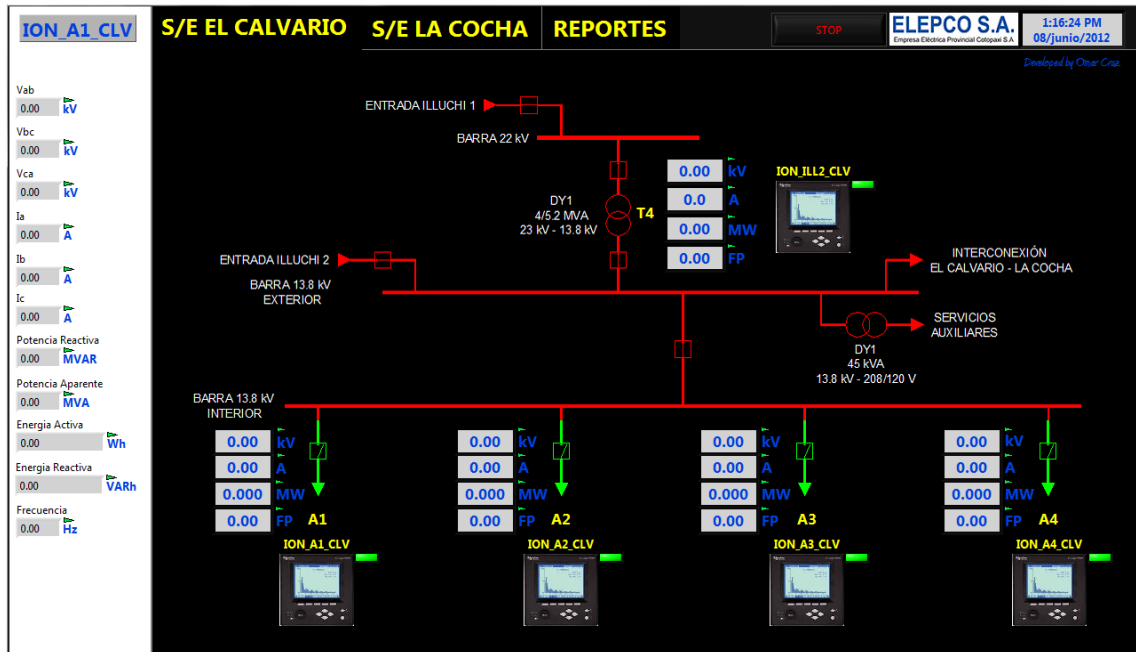 ION_A1_CLV
S/E EL CALVARIO
S/E LA COCHA
REPORTES
STOP
ELEPCO S.A.
Empresa Eléctrica Provincial Cotopaxi S.A
1:16:24 PM
08/junio/2012
Developed by Omar Cruz
Vab
0.00 kV
Vbc
0.00 kV
Vca
0.00 kV
Ia
0.00 A
Ib
0.00 A
Ic
0.00 A
Potencia Reactiva
0.00 MVAR
Potencia Aparente
0.00 MVA
Energia Activa
0.00 Wh
Energia Reactiva
0.00 VARh
Frecuencia
0.00 Hz
ENTRADA ILLUCHI 1
BARRA 22 kV
DY1
4/5.2 MVA
23 kV - 13.8 kV
T4
0.00 kV
0.0 A
0.00 MW
0.00 FP
ION_ILL2_CLV
ENTRADA ILLUCHI 2
BARRA 13.8 kV
EXTERIOR
INTERCONEXIÓN
EL CALVARIO - LA COCHA
SERVICIOS
AUXILIARES
DY1
45 kVA
13.8 kV - 208/120 V
BARRA 13.8 kV
INTERIOR
0.00 kV
0.00 A
0.000 MW
0.00 FP
A1
ION_A1_CLV
0.00 kV
0.00 A
0.000 MW
0.00 FP
A2
ION_A2_CLV
0.00 kV
0.00 A
0.000 MW
0.00 FP
A3
ION_A3_CLV
0.00 kV
0.00 A
0.000 MW
0.00 FP
A4
ION_A4_CLV